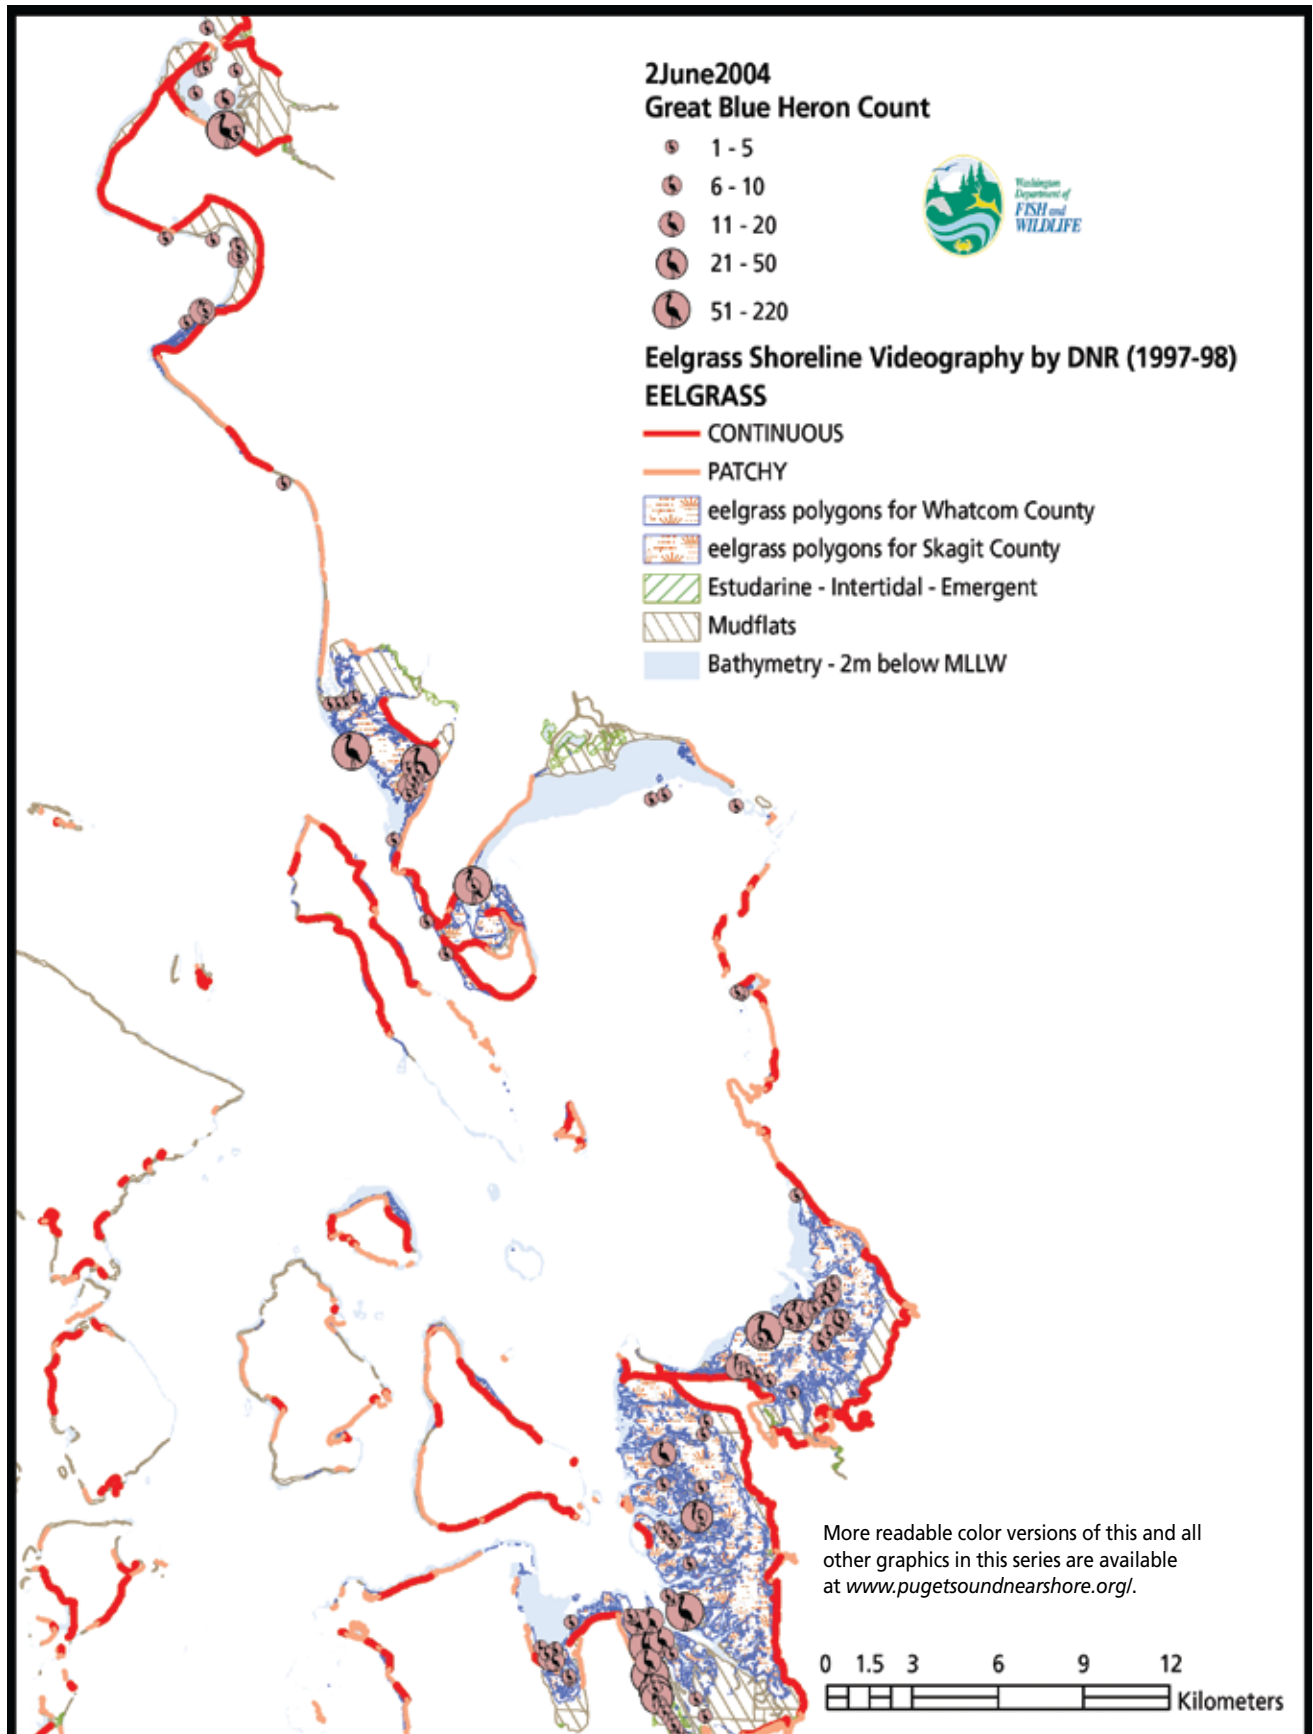 2June2004
Great Blue Heron Count
1 - 5
6 - 10
11 - 20
21 - 50
51 - 220
Washington
Department of
FISH and
WILDLIFE
Eelgrass Shoreline Videography by DNR (1997-98)
EELGRASS
CONTINUOUS
PATCHY
eelgrass polygons for Whatcom County
eelgrass polygons for Skagit County
Estudarine - Intertidal - Emergent
Mudflats
Bathymetry - 2m below MLLW
More readable color versions of this and all
other graphics in this series are available
at www.pugetsoundnearshore.org/.
0 1.5 3 6 9 12
Kilometers